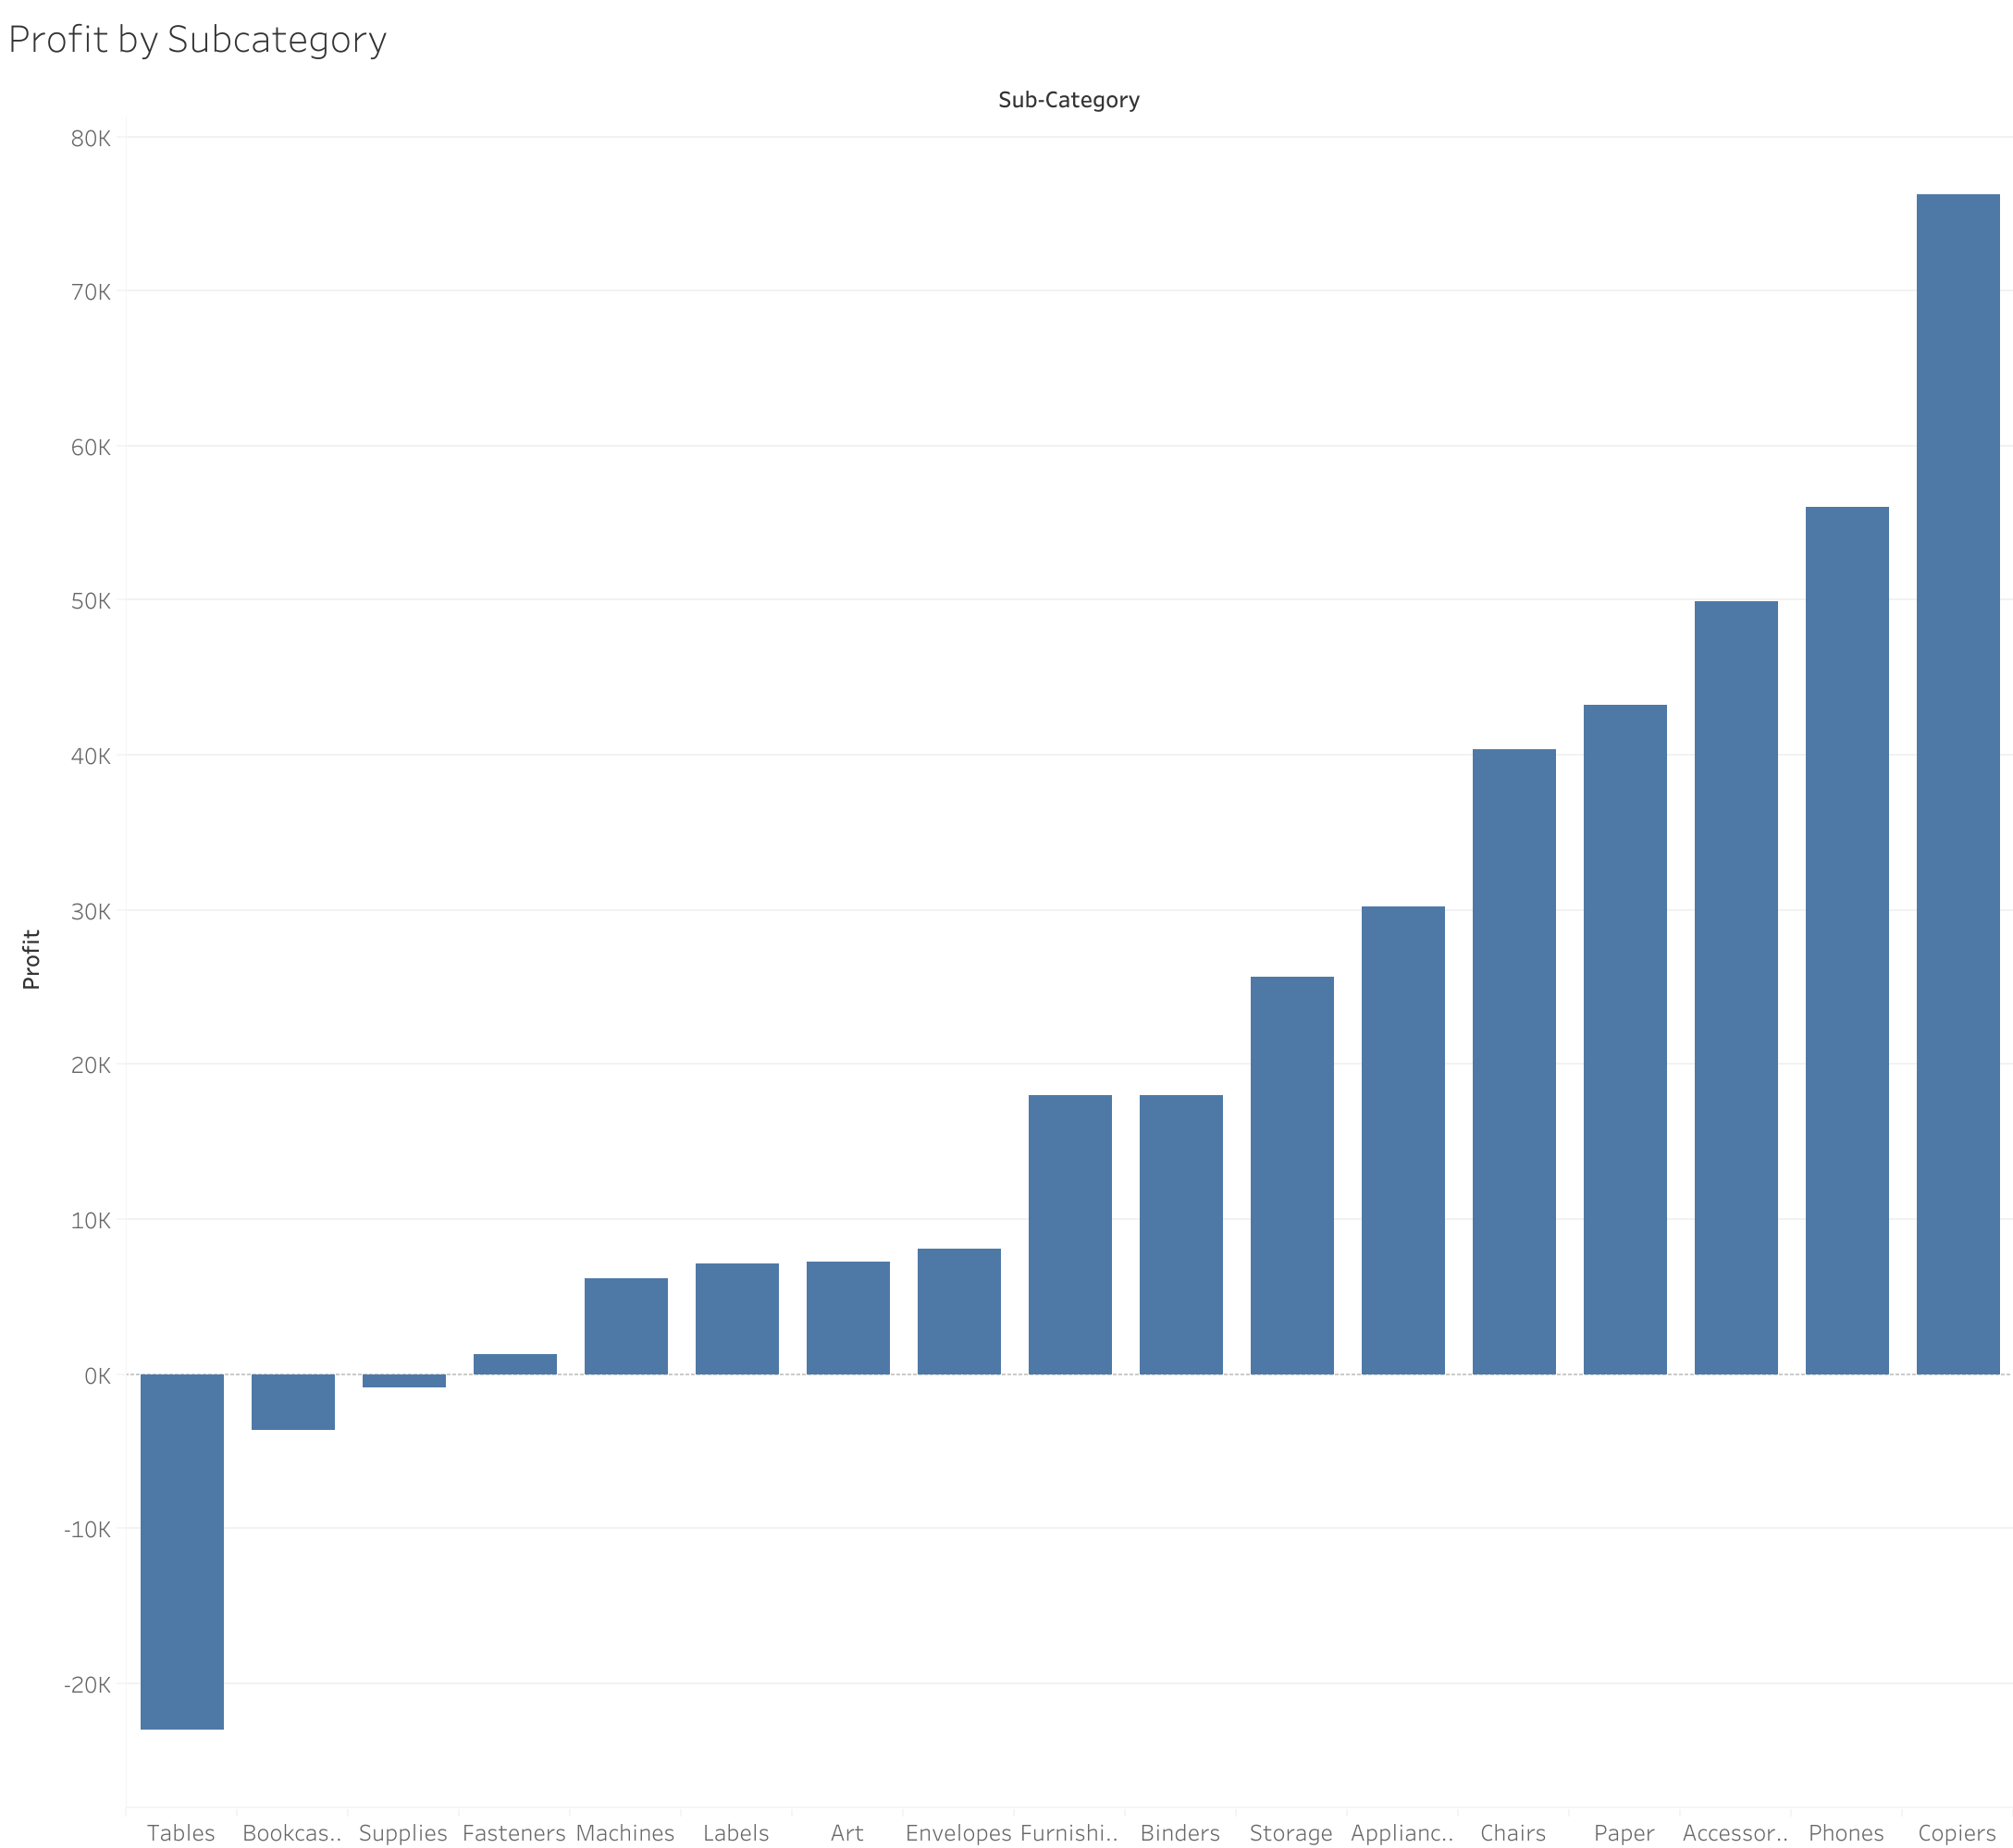 Profit by Subcategory
Sub-Category
80K
70K
60K
50K
40K
30K
20K
10K
0K
-10K
-20K
Profit
Tables Bookcas.. Supplies Fasteners Machines Labels Art Envelopes Furnishi.. Binders Storage Applianc.. Chairs Paper Accessor.. Phones Copiers